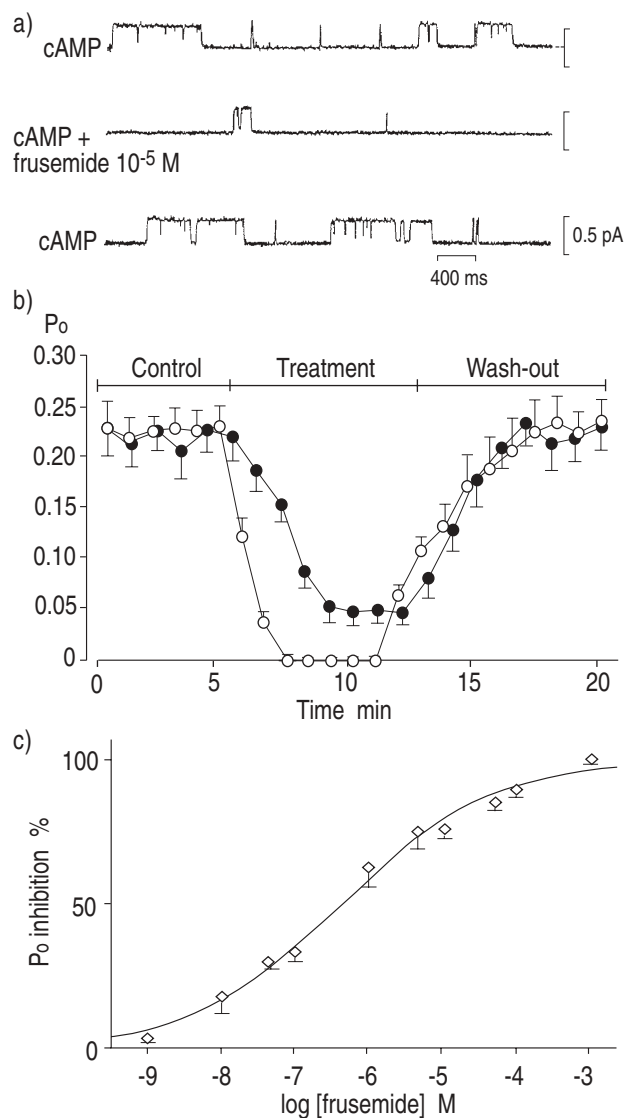 a)
cAMP
cAMP +
frusemide 10⁻⁵ M
cAMP
0.5 pA
400 ms
b)
Po
0.30
Control Treatment Wash-out
0.25
0.20
0.15
0.10
0.05
0
0 5 10 15 20
Time min
c)
100
Po inhibition %
50
0
-9 -8 -7 -6 -5 -4 -3
log [frusemide] M